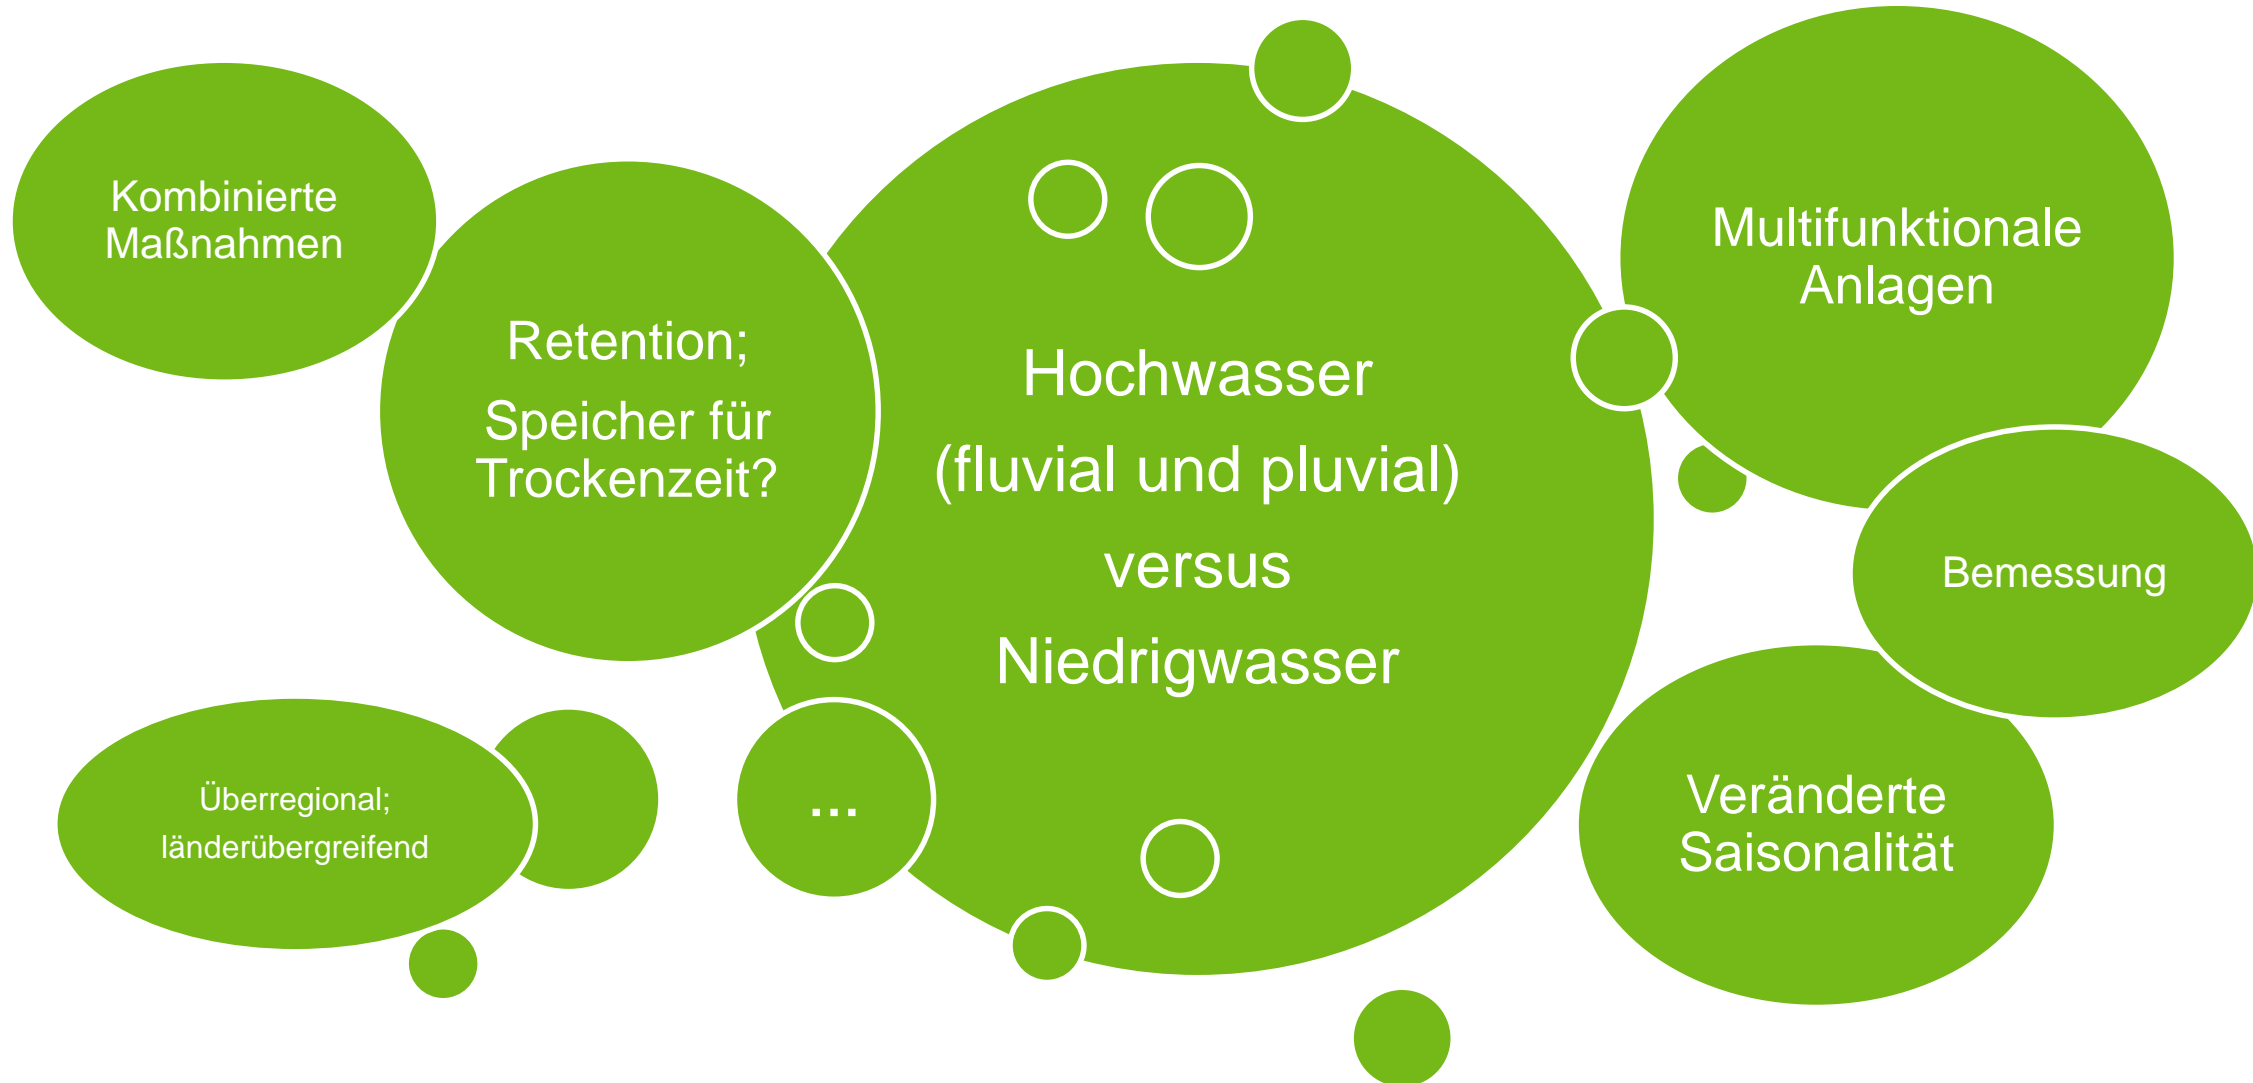 Kombinierte
Maßnahmen
Retention;
Speicher für
Trockenzeit?
Hochwasser
(fluvial und pluvial)
versus
Niedrigwasser
Multifunktionale
Anlagen
Bemessung
Veränderte
Saisonalität
Überregional;
länderübergreifend
...